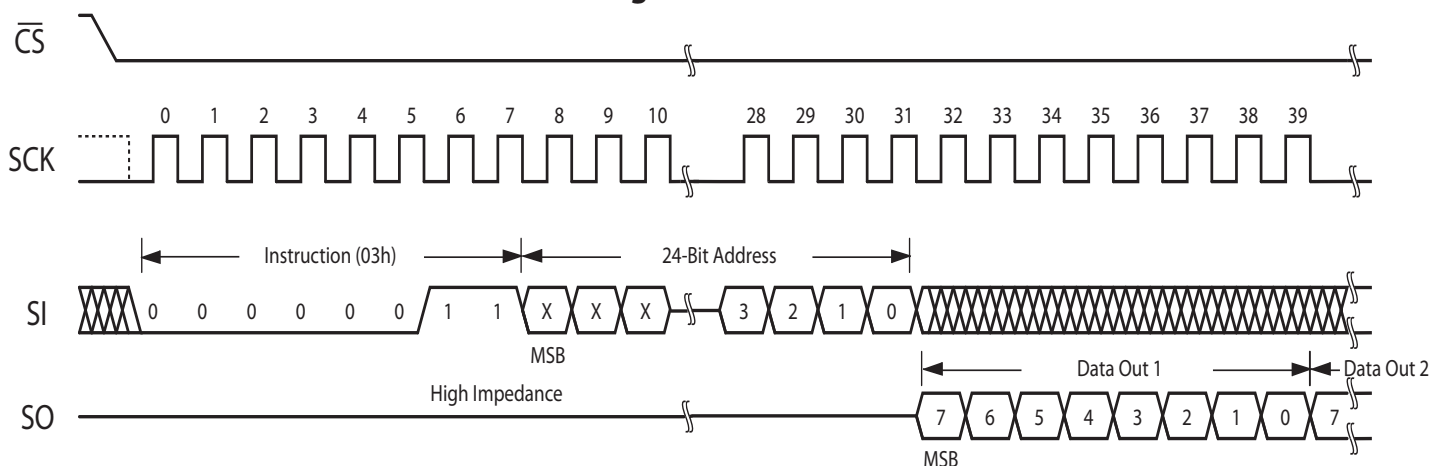 CS
0 1 2 3 4 5 6 7 8 9 10 28 29 30 31 32 33 34 35 36 37 38 39
SCK
Instruction (03h) 24-Bit Address
SI 0 0 0 0 0 0 1 1 X X X 3 2 1 0
MSB
Data Out 1 Data Out 2
High Impedance
SO 7 6 5 4 3 2 1 0 7
MSB